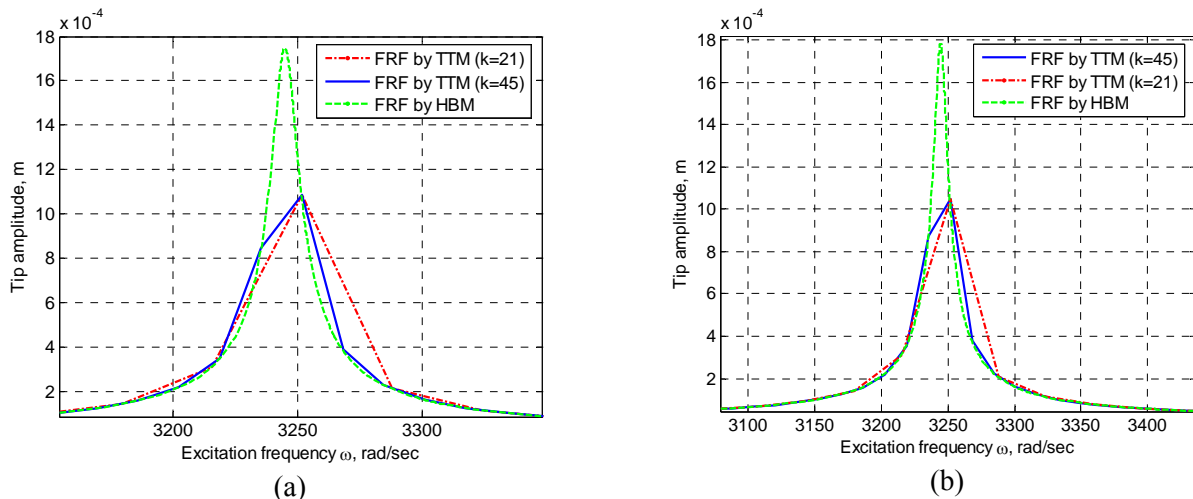 x 10⁻⁴
18
16
14
12
10
8
6
4
2
3200
3250
3300
Tip amplitude, m
Excitation frequency ω, rad/sec
FRF by TTM (k=21)
FRF by TTM (k=45)
FRF by HBM
(a)
x 10⁻⁴
18
16
14
12
10
8
6
4
2
3100
3150
3200
3250
3300
3350
3400
Tip amplitude, m
Excitation frequency ω, rad/sec
FRF by TTM (k=45)
FRF by TTM (k=21)
FRF by HBM
(b)